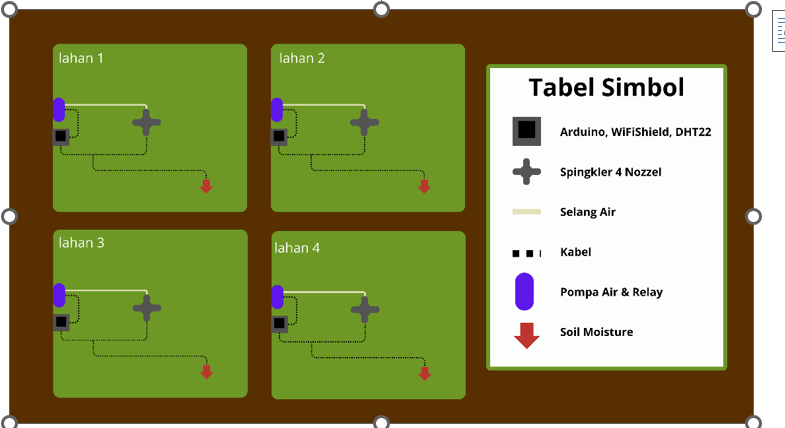 lahan 1
lahan 2
lahan 3
lahan 4
Tabel Simbol
Arduino, WiFiShield, DHT22
Spingkler 4 Nozzel
Selang Air
Kabel
Pompa Air & Relay
Soil Moisture